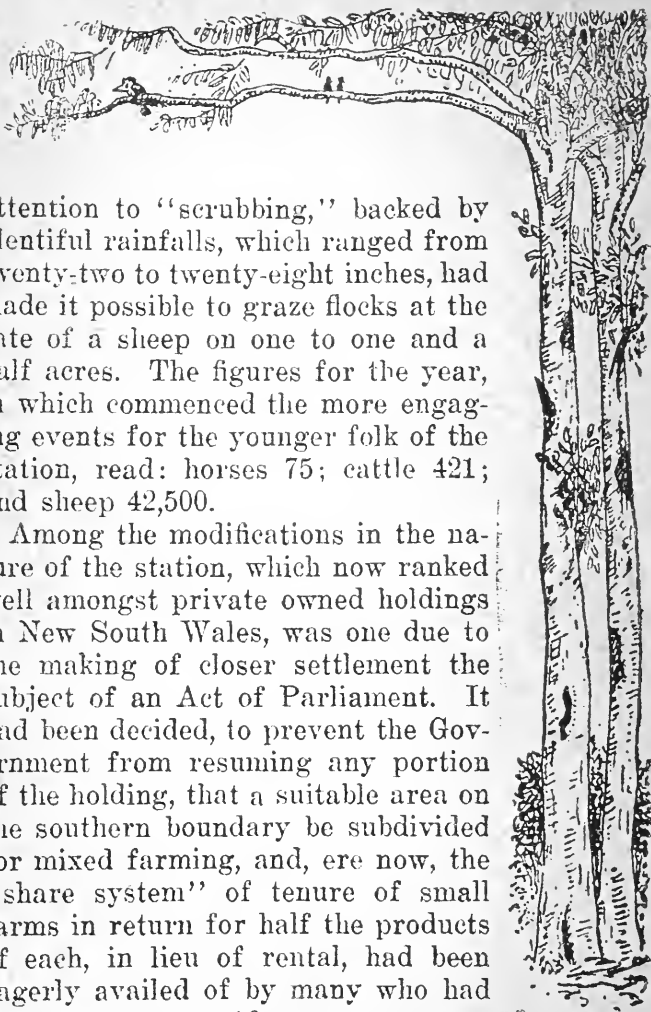 ttention to “scrubbing,” backed by
lentiful rainfalls, which ranged from
venty-two to twenty-eight inches, had
ade it possible to graze flocks at the
ate of a sheep on one to one and a
alf acres. The figures for the year,
which commenced the more engag-
ng events for the younger folk of the
tation, read: horses 75; cattle 421;
nd sheep 42,500.
Among the modifications in the na-
ure of the station, which now ranked
ell amongst private owned holdings
n New South Wales, was one due to
he making of closer settlement the
ubject of an Act of Parliament. It
ad been decided, to prevent the Gov-
rnment from resuming any portion
f the holding, that a suitable area on
he southern boundary be subdivided
or mixed farming, and, ere now, the
share system” of tenure of small
arms in return for half the products
f each, in lieu of rental, had been
agerly availed of by many who had